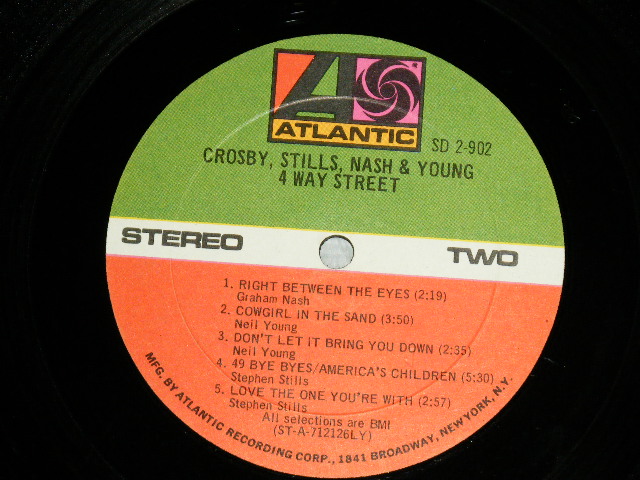 ATLANTIC
SD 2-902
CROSBY, STILLS, NASH & YOUNG
4 WAY STREET
STEREO
TWO
1. RIGHT BETWEEN THE EYES (2:19)
Graham Nash
2. COWGIRL IN THE SAND (3:50)
Neil Young
3. DON'T LET IT BRING YOU DOWN (2:35)
Neil Young
4. 49 BYE BYES/AMERICA'S CHILDREN (5:30)
Stephen Stills
5. LOVE THE ONE YOU'RE WITH (2:57)
Stephen Stills
All selections are BMI
(ST-A-712126LY)
MFG. BY ATLANTIC RECORDING CORP., 1841 BROADWAY, NEW YORK, N.Y.